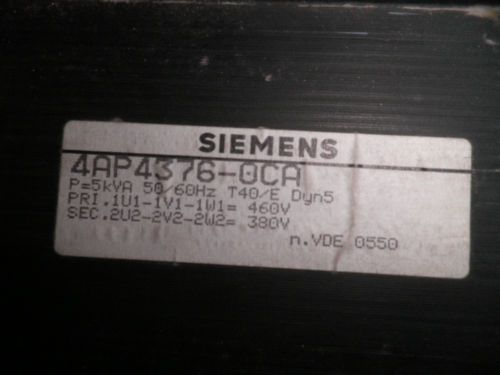 SIEMENS
4AP4376-0CA
P=5kVA 50/60Hz T40/E Dyn5
PRI.1U1-1V1-1W1= 460V
SEC.2U2-2V2-2W2= 380V
n.VDE 0550